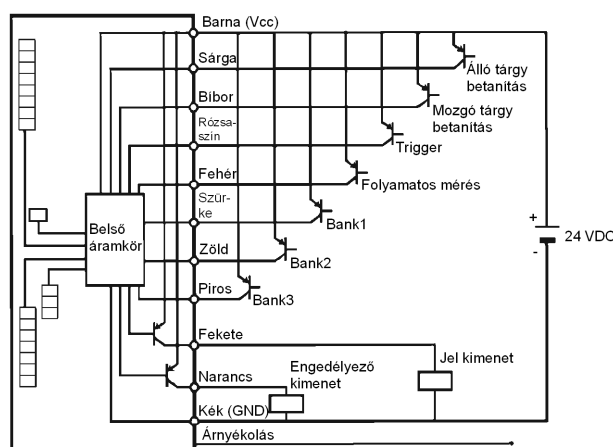 Barna (Vcc)
Sárga
Álló tárgy
betanítás
Bíbor
Mozgó tárgy
betanítás
Rózsa-
szín
Trigger
Fehér
Folyamatos mérés
Szür-
ke
Bank1
Belső
áramkör
+
24 VDC
-
Zöld
Bank2
Piros
Bank3
Fekete
Jel kimenet
Engedélyező
kimenet
Narancs
Kék (GND)
Árnyékolás